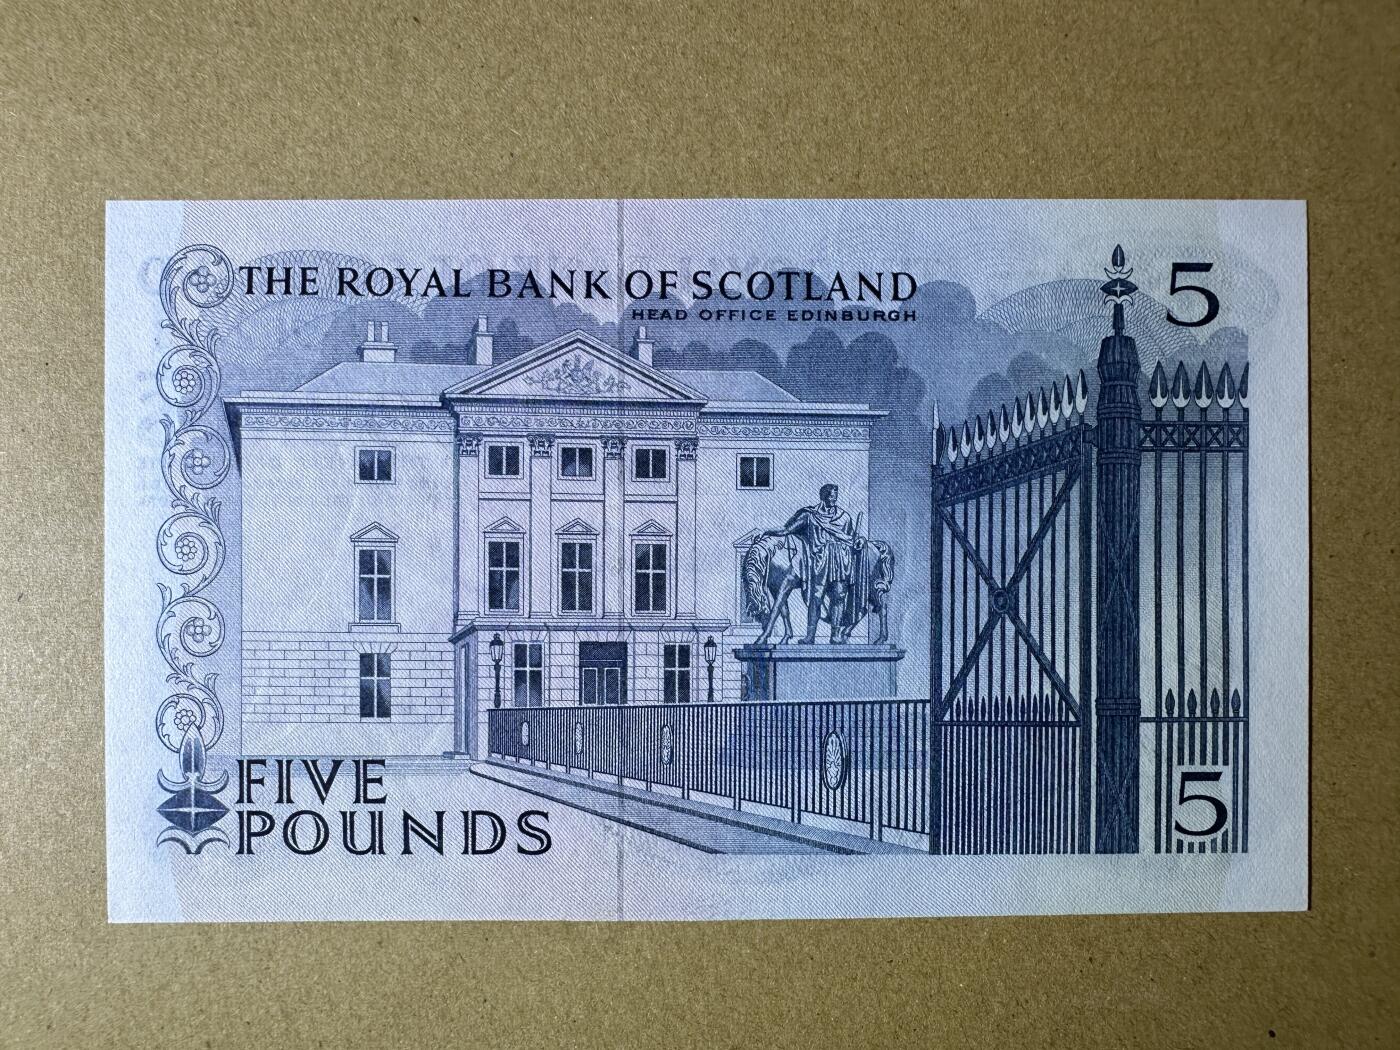 THE ROYAL BANK OF SCOTLAND
HEAD OFFICE EDINBURGH
5
FIVE
POUNDS
5